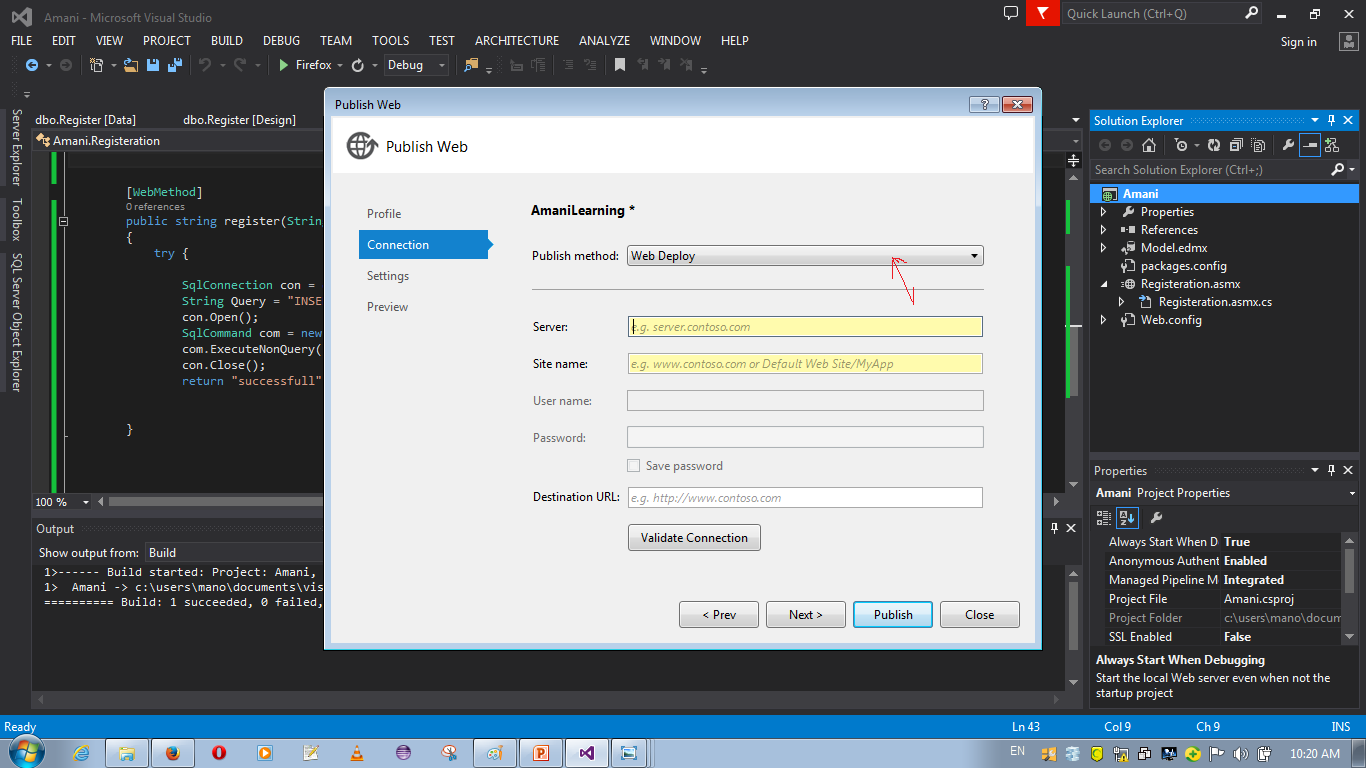 Amani - Microsoft Visual Studio
Quick Launch (Ctrl+Q)
FILE EDIT VIEW PROJECT BUILD DEBUG TEAM TOOLS TEST ARCHITECTURE ANALYZE WINDOW HELP
Sign in
Firefox Debug
Server Explorer
Toolbox
SQL Server Object Explorer
dbo.Register [Data] dbo.Register [Design]
Amani.Registeration
[WebMethod]
0 references
public string register(Strin
{
try {
SqlConnection con =
String Query = "INSE
con.Open();
SqlCommand com = new
com.ExecuteNonQuery(
con.Close();
return "successfull"
}
100 %
Output
Show output from: Build
1>------ Build started: Project: Amani,
1> Amani -> c:\users\mano\documents\vis
========== Build: 1 succeeded, 0 failed,
Publish Web
?
Publish Web
Profile
Connection
Settings
Preview
AmaniLearning *
Publish method: Web Deploy
Server: e.g. server.contoso.com
Site name: e.g. www.contoso.com or Default Web Site/MyApp
User name:
Password:
Save password
Destination URL: e.g. http://www.contoso.com
Validate Connection
< Prev Next > Publish Close
Solution Explorer
Search Solution Explorer (Ctrl+;)
Amani
Properties
References
Model.edmx
packages.config
Registeration.asmx
Registeration.asmx.cs
Web.config
Properties
Amani Project Properties
Always Start When D True
Anonymous Authent Enabled
Managed Pipeline M Integrated
Project File Amani.csproj
Project Folder c:\users\mano\docum
SSL Enabled False
Always Start When Debugging
Start the local Web server even when not the
startup project
Ready Ln 43 Col 9 Ch 9 INS
EN 10:20 AM